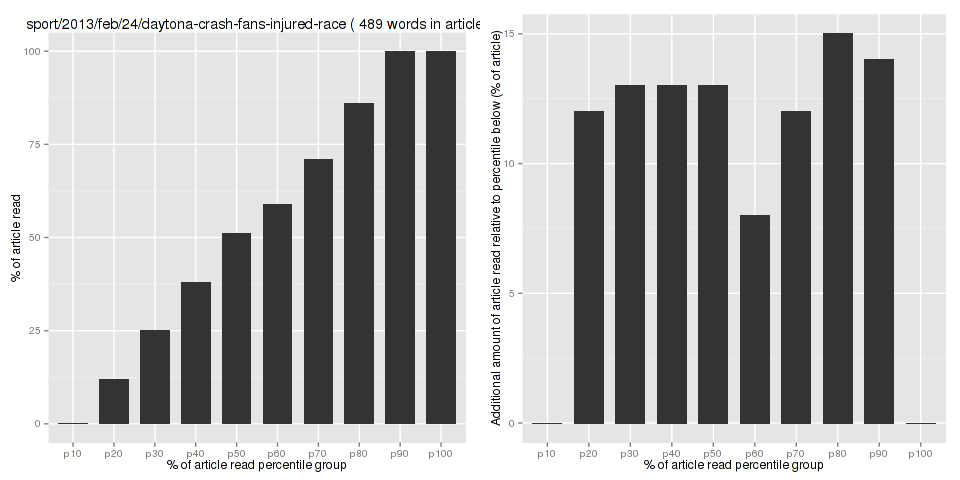 sport/2013/feb/24/daytona-crash-fans-injured-race ( 489 words in article
% of article read
100
75
50
25
0
p10 p20 p30 p40 p50 p60 p70 p80 p90 p100
% of article read percentile group
Additional amount of article read relative to percentile below (% of article)
15
10
5
0
p10 p20 p30 p40 p50 p60 p70 p80 p90 p100
% of article read percentile group